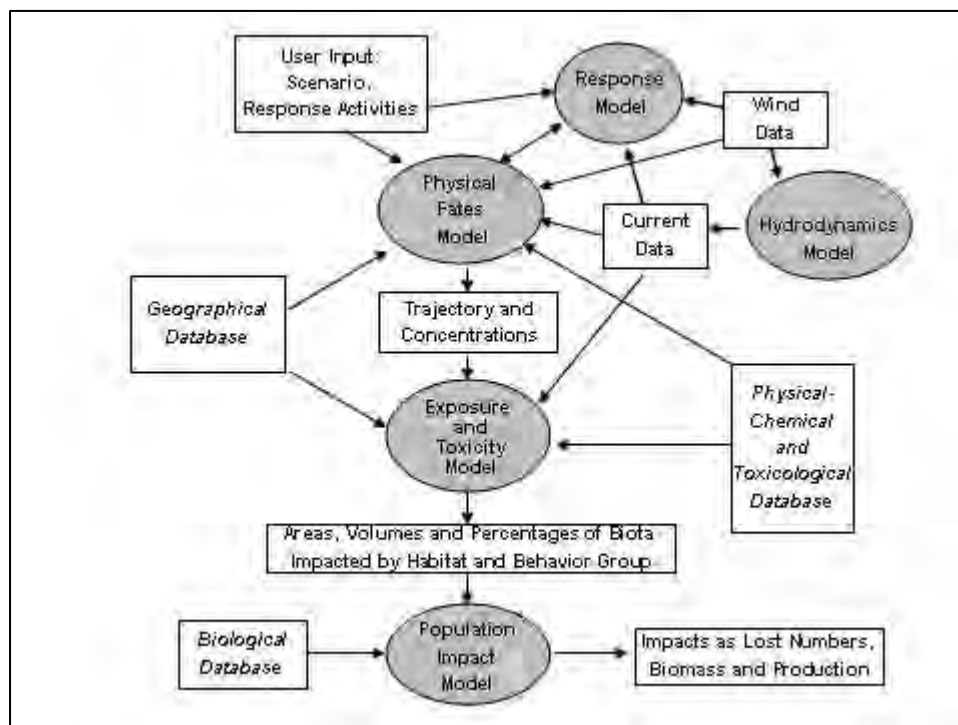 User Input:
Scenario,
Response Activities
Response
Model
Wind
Data
Physical
Fates
Model
Current
Data
Hydrodynamics
Model
Geographical
Database
Trajectory and
Concentrations
Exposure
and
Toxicity
Model
Physical-
Chemical
and
Toxicological
Database
Areas, Volumes and Percentages of Biota
Impacted by Habitat and Behavior Group
Biological
Database
Population
Impact
Model
Impacts as Lost Numbers,
Biomass and Production